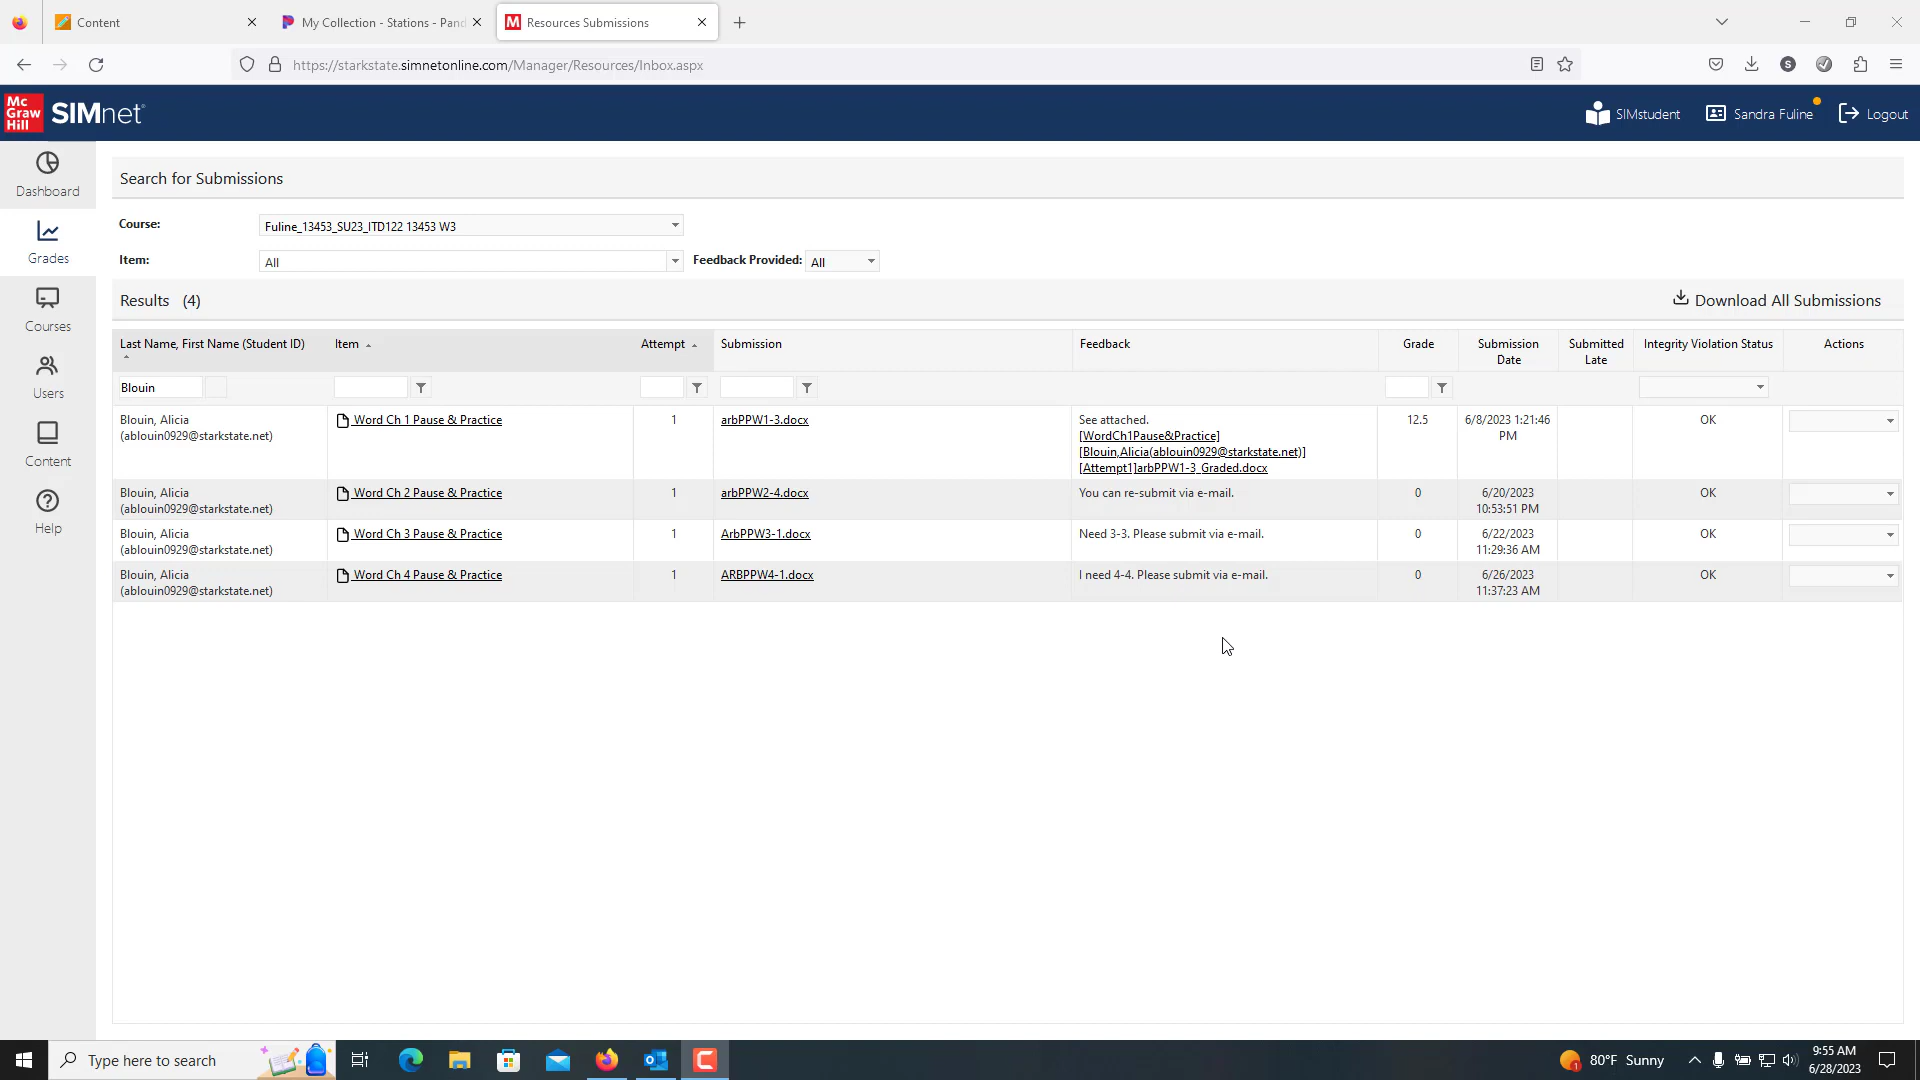 Content
My Collection - Stations - Pand
Resources Submissions
https://starkstate.simnetonline.com/Manager/Resources/Inbox.aspx
S
Mc Graw Hill
SIMnet
SIMstudent
Sandra Fuline
Logout
Dashboard
Grades
Courses
Users
Content
Help
Search for Submissions
Course:
Fuline_13453_SU23_ITD122 13453 W3
Item:
All
Feedback Provided:
All
Results (4)
Download All Submissions
Last Name, First Name (Student ID)
Item
Attempt
Submission
Feedback
Grade
Submission Date
Submitted Late
Integrity Violation Status
Actions
Blouin
Blouin, Alicia
(ablouin0929@starkstate.net)
Word Ch 1 Pause & Practice
1
arbPPW1-3.docx
See attached.
[WordCh1Pause&Practice]
[Blouin,Alicia(ablouin0929@starkstate.net)]
[Attempt1]arbPPW1-3_Graded.docx
12.5
6/8/2023 1:21:46
PM
OK
Blouin, Alicia
(ablouin0929@starkstate.net)
Word Ch 2 Pause & Practice
1
arbPPW2-4.docx
You can re-submit via e-mail.
0
6/20/2023
10:53:51 PM
OK
Blouin, Alicia
(ablouin0929@starkstate.net)
Word Ch 3 Pause & Practice
1
ArbPPW3-1.docx
Need 3-3. Please submit via e-mail.
0
6/22/2023
11:29:36 AM
OK
Blouin, Alicia
(ablouin0929@starkstate.net)
Word Ch 4 Pause & Practice
1
ARBPPW4-1.docx
I need 4-4. Please submit via e-mail.
0
6/26/2023
11:37:23 AM
OK
Type here to search
80°F Sunny
9:55 AM
6/28/2023